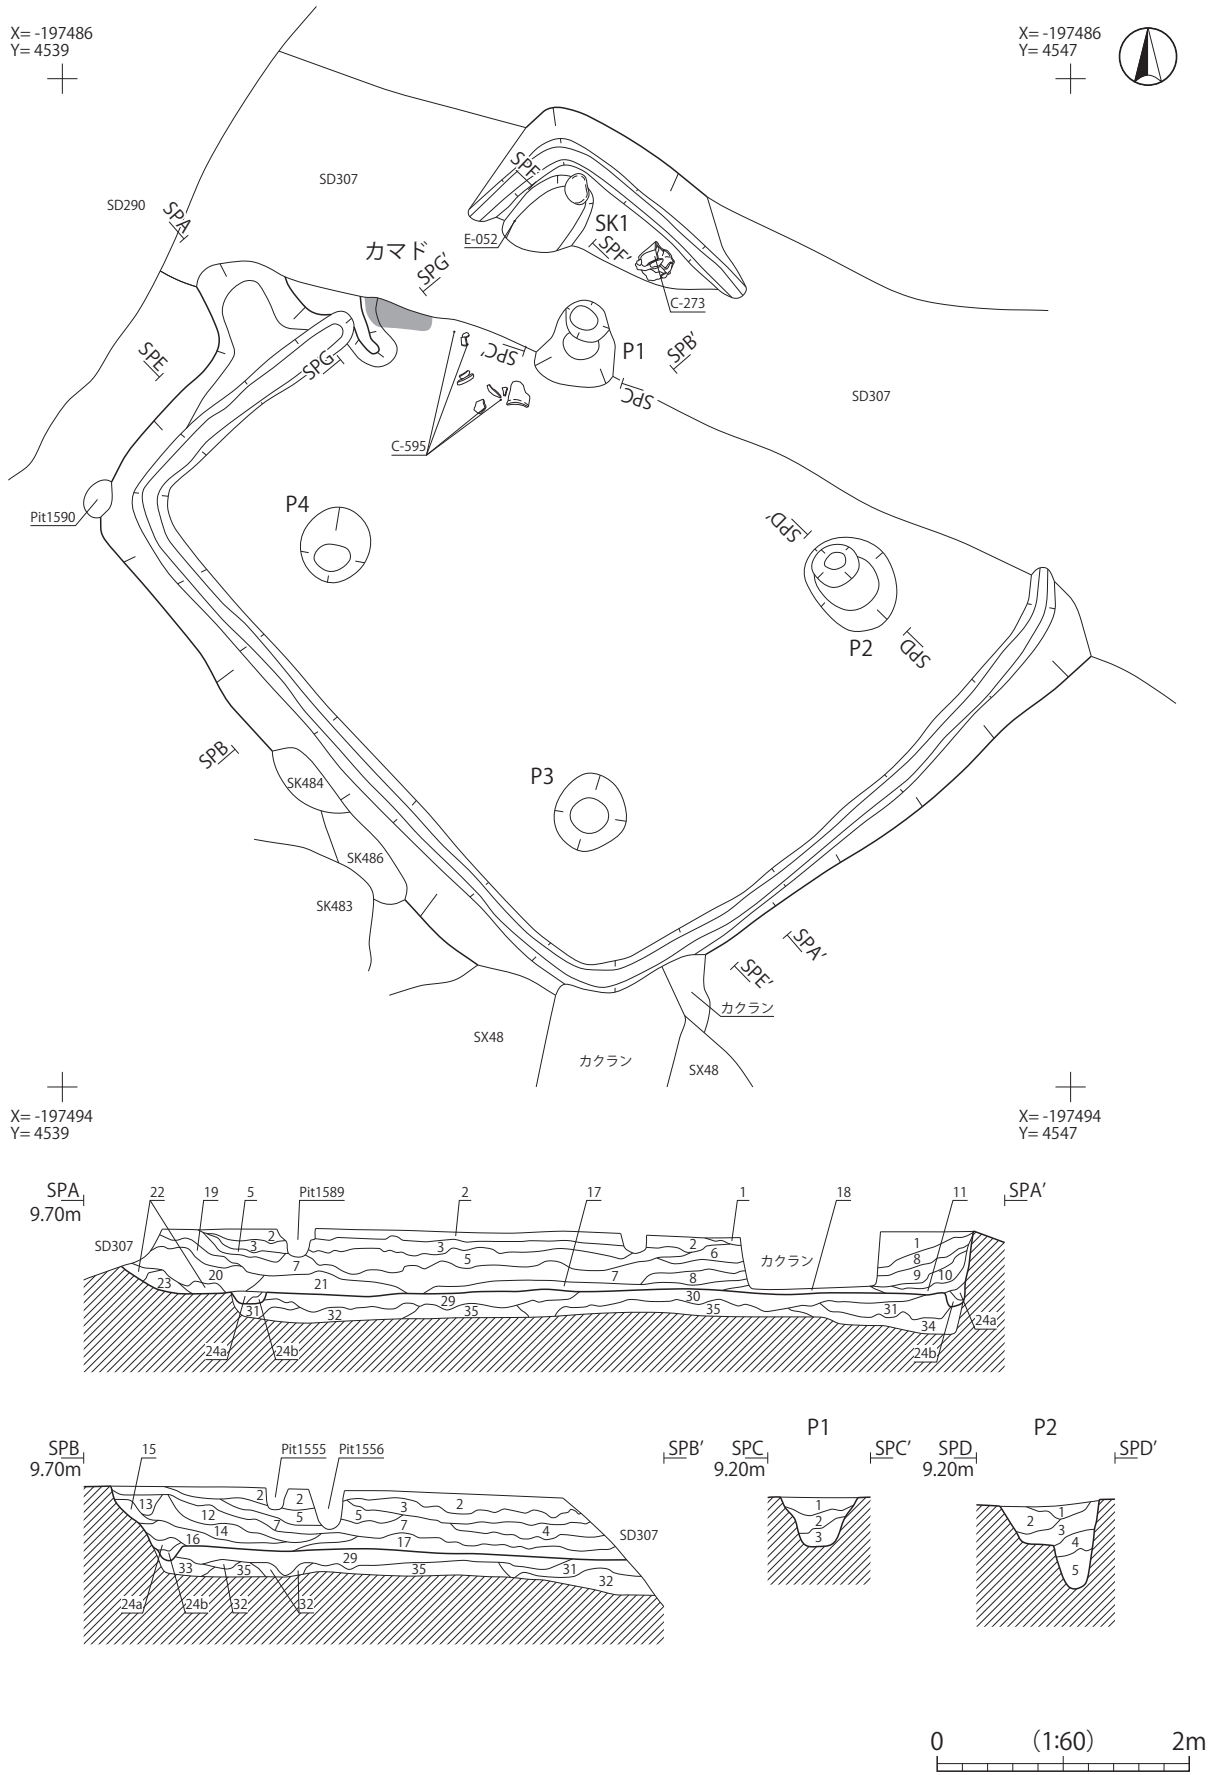 X= -197486
Y= 4539
X= -197486
Y= 4547
SD307
SD290
SPA
SPF
SK1
E-052
SPF′
カマド
SPG′
C-273
SPE
SPG
SPC′
P1
SPB′
SPC
SD307
C-595
P4
Pit1590
SPD′
P2
SPD
SPB
SK484
P3
SK486
SK483
SPA′
SPE′
カクラン
SX48
カクラン
SX48
X= -197494
Y= 4539
X= -197494
Y= 4547
SPA
9.70m
22
19
5
Pit1589
2
17
1
18
11
SPA′
SD307
2
3
7
3
5
2
6
カクラン
1
8
9
10
23
20
21
7
8
31
32
29
35
30
35
31
34
24a
24b
24b
24a
SPB
9.70m
15
Pit1555
Pit1556
SPB′
SPC
9.20m
P1
SPC′
SPD
9.20m
P2
SPD′
2
2
3
2
13
12
7
5
5
7
4
14
16
17
SD307
33
35
29
35
31
32
24a
24b
32
32
1
2
3
1
2
3
4
5
0
(1:60)
2m